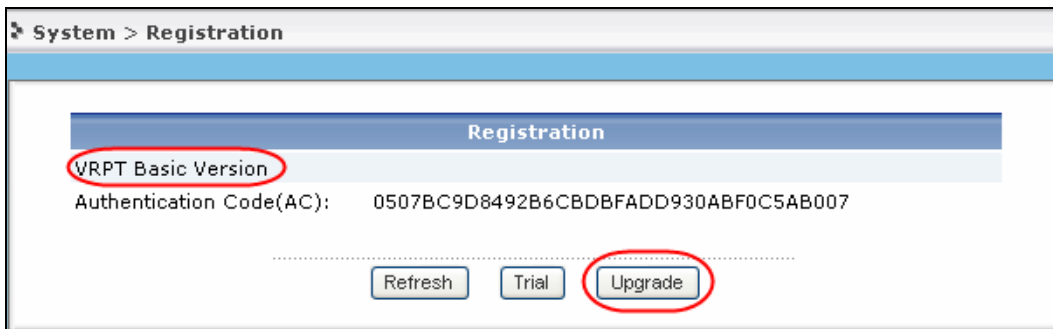 System > Registration
Registration
VRPT Basic Version
Authentication Code(AC): 0507BC9D8492B6CBDBFADD930ABF0C5AB007
Refresh Trial Upgrade